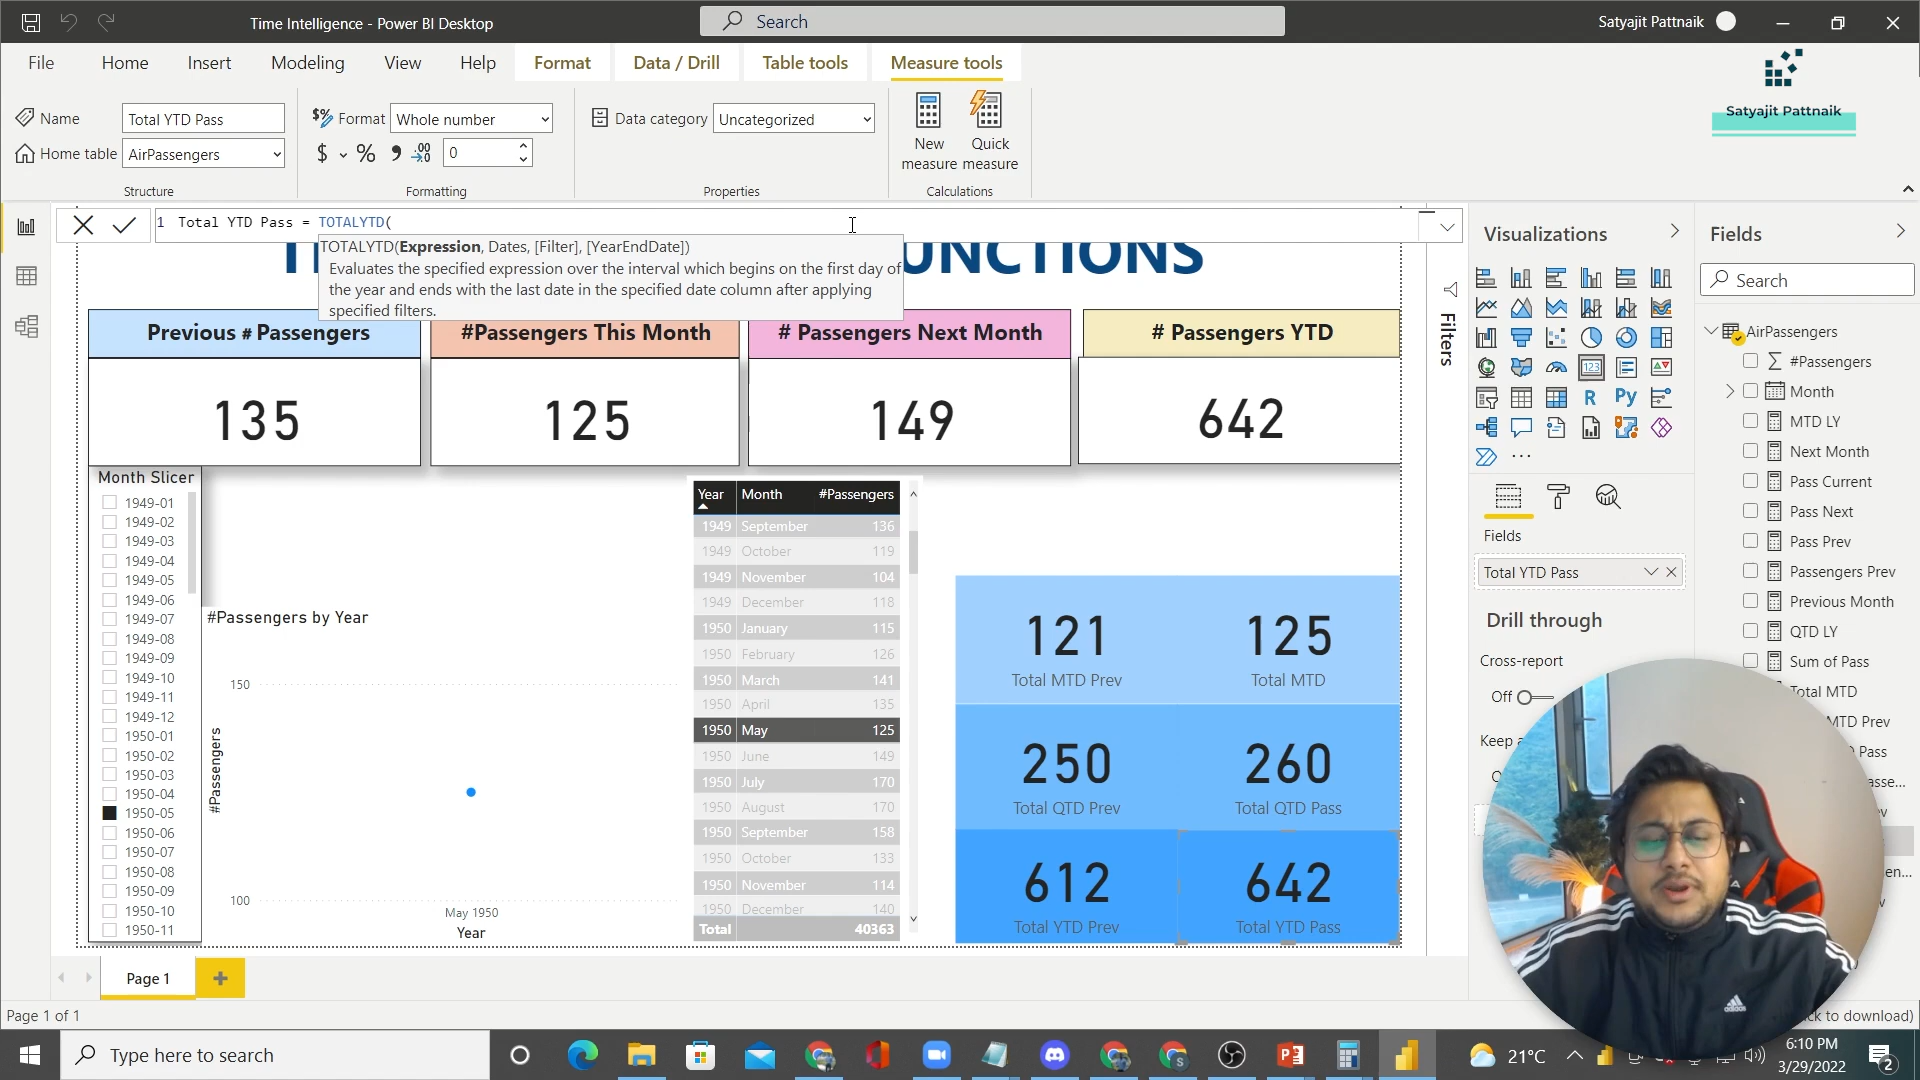 Time Intelligence - Power BI Desktop
Search
Satyajit Pattnaik
File Home Insert Modeling View Help Format Data / Drill Table tools Measure tools
Satyajit Pattnaik
Name Total YTD Pass
Home table AirPassengers
Structure
Format Whole number
$ % 0
Formatting
Data category Uncategorized
Properties
New measure
Quick measure
Calculations
1 Total YTD Pass = TOTALYTD(
TOTALYTD(Expression, Dates, [Filter], [YearEndDate])
Evaluates the specified expression over the interval which begins on the first day of
the year and ends with the last date in the specified date column after applying
specified filters.
UNCTIONS
Previous # Passengers
135
#Passengers This Month
125
# Passengers Next Month
149
# Passengers YTD
642
Month Slicer
1949-01
1949-02
1949-03
1949-04
1949-05
1949-06
1949-07
1949-08
1949-09
1949-10
1949-11
1949-12
1950-01
1950-02
1950-03
1950-04
1950-05
1950-06
1950-07
1950-08
1950-09
1950-10
1950-11
#Passengers by Year
150
100
#Passengers
May 1950
Year
Year Month #Passengers
1949 September 136
1949 October 119
1949 November 104
1949 December 118
1950 January 115
1950 February 126
1950 March 141
1950 April 135
1950 May 125
1950 June 149
1950 July 170
1950 August 170
1950 September 158
1950 October 133
1950 November 114
1950 December 140
Total 40363
121
Total MTD Prev
125
Total MTD
250
Total QTD Prev
260
Total QTD Pass
612
Total YTD Prev
642
Total YTD Pass
Filters
Visualizations
R Py
Fields
Total YTD Pass
Drill through
Cross-report
Off
Keep
Fields
Search
AirPassengers
#Passengers
Month
MTD LY
Next Month
Pass Current
Pass Next
Pass Prev
Passengers Prev
Previous Month
QTD LY
Sum of Pass
Total MTD
MTD Prev
Pass
Page 1
Page 1 of 1
ck to download)
Type here to search
21°C
6:10 PM
3/29/2022
2